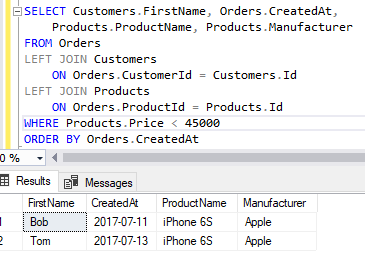 SELECT Customers.FirstName, Orders.CreatedAt,
Products.ProductName, Products.Manufacturer
FROM Orders
LEFT JOIN Customers
ON Orders.CustomerId = Customers.Id
LEFT JOIN Products
ON Orders.ProductId = Products.Id
WHERE Products.Price < 45000
ORDER BY Orders.CreatedAt
0 %
Results Messages
FirstName CreatedAt ProductName Manufacturer
1 Bob 2017-07-11 iPhone 6S Apple
2 Tom 2017-07-13 iPhone 6S Apple